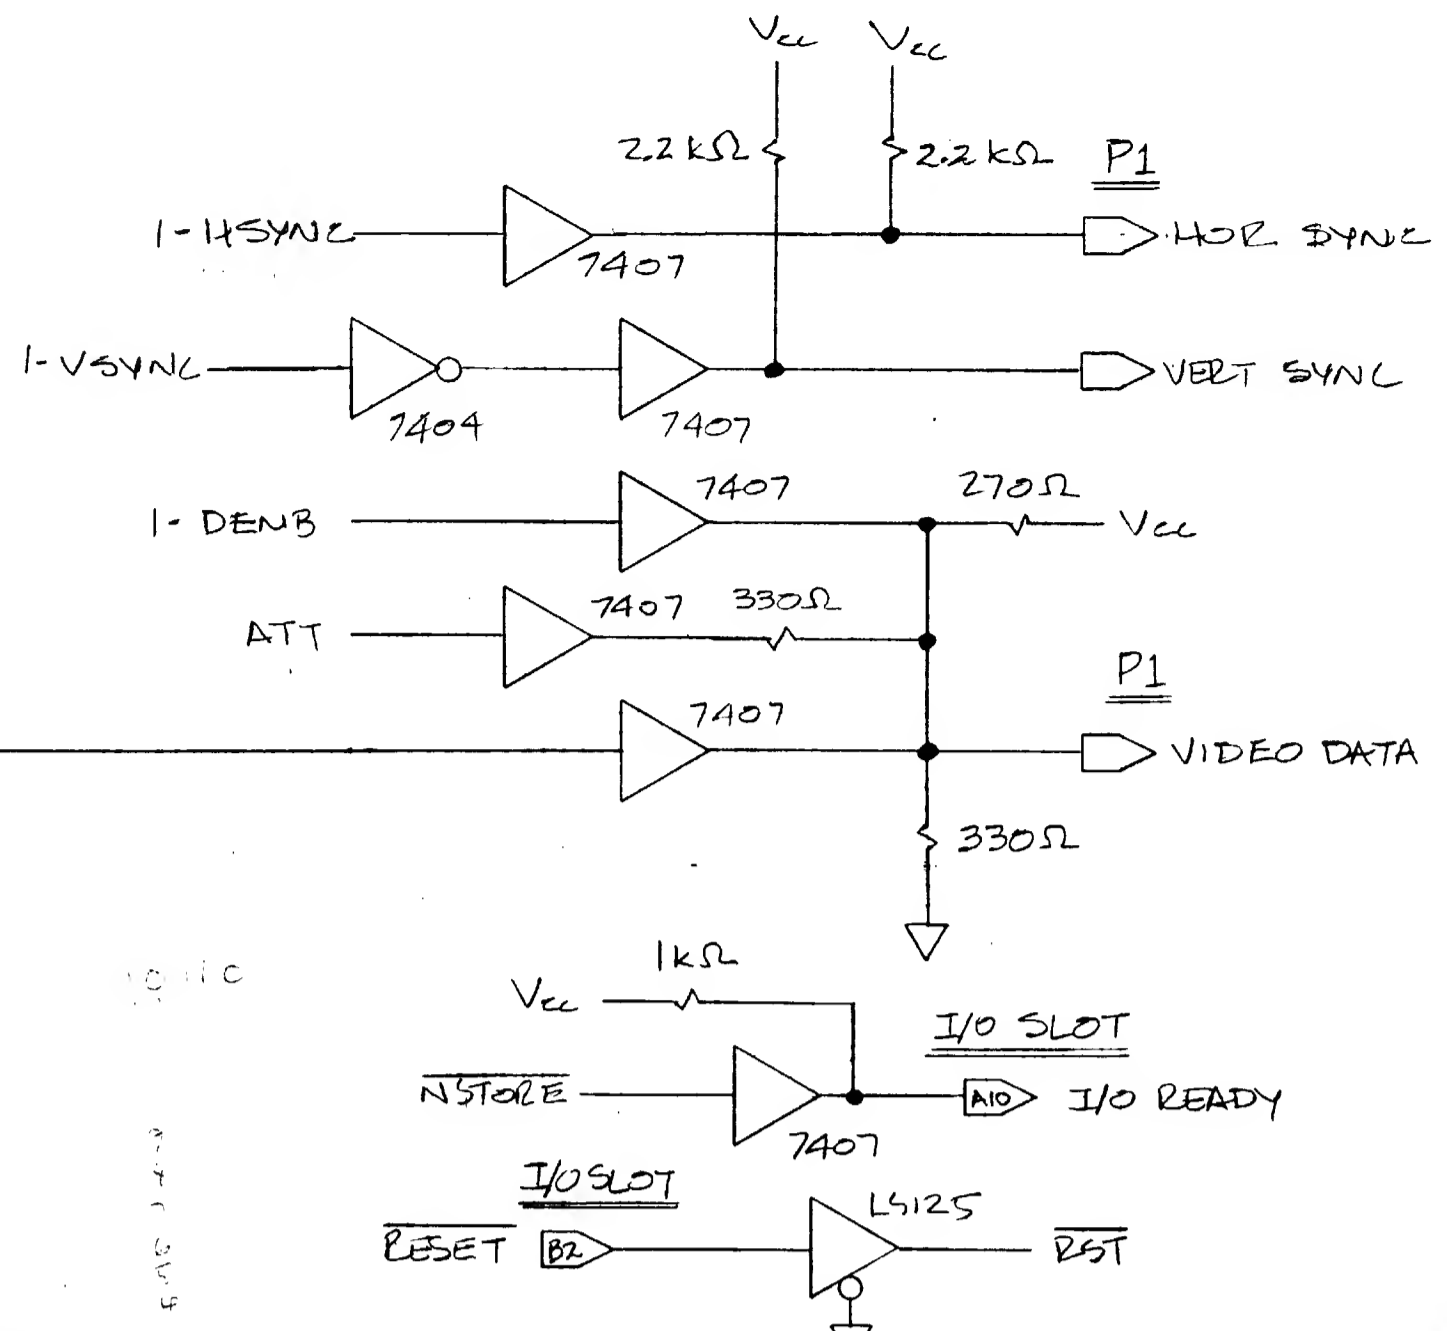 Vcc Vcc
2.2 kΩ 2.2 kΩ P1
1-HSYNC 7407 HOR SYNC
1-VSYNC 7404 7407 VERT SYNC
1- DENB 7407 270Ω Vcc
ATT 7407 330Ω
P1
7407 VIDEO DATA
330Ω
1kΩ
Vcc
I/O SLOT
NSTORE 7407 A10 I/O READY
I/O SLOT
LS125
RESET B2 RST